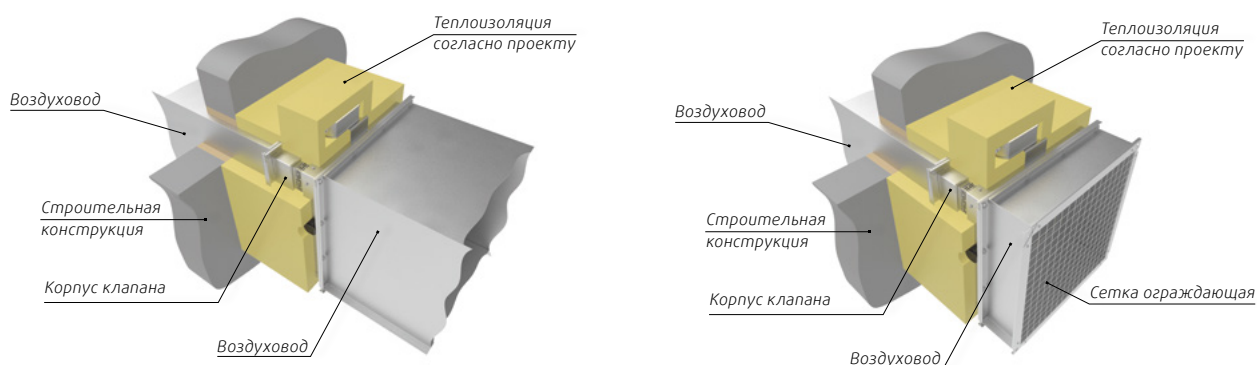 Теплоизоляция
согласно проекту
Воздуховод
Строительная
конструкция
Корпус клапана
Воздуховод
Теплоизоляция
согласно проекту
Воздуховод
Строительная
конструкция
Корпус клапана
Сетка ограждающая
Воздуховод